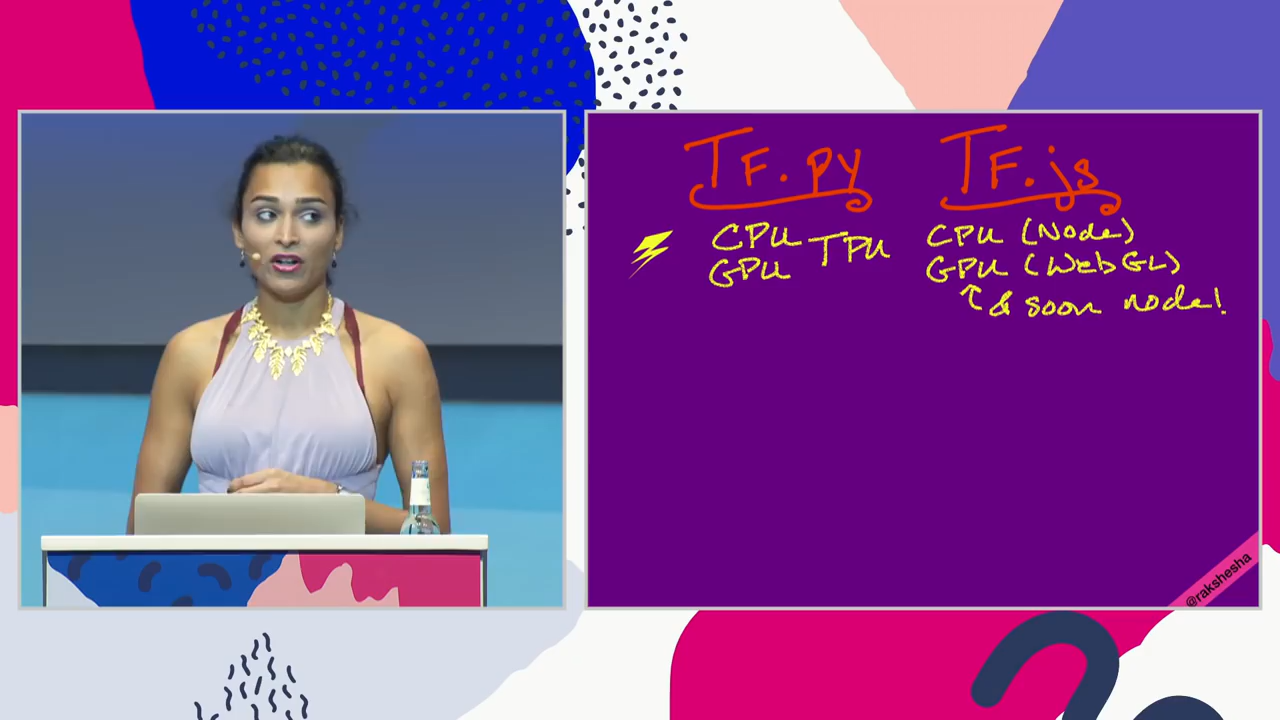 TF.py TF.js
CPU TPU CPU (Node)
GPU GPU (WebGL)
↑ & soon node!
@rakshesha